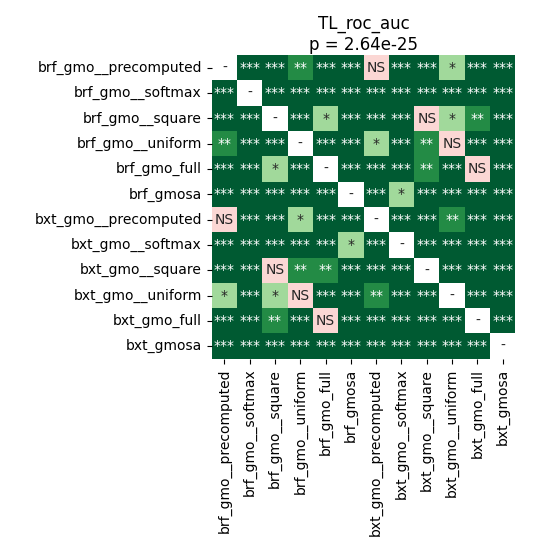 TL_roc_auc
p = 2.64e-25
brf_gmo__precomputed - *** *** ** *** *** NS *** *** * *** ***
brf_gmo__softmax *** - *** *** *** *** *** *** *** *** *** ***
brf_gmo__square *** *** - *** * *** *** *** NS * ** ***
brf_gmo__uniform ** *** *** - *** *** * *** ** NS *** ***
brf_gmo_full *** *** * *** - *** *** *** ** *** NS ***
brf_gmosa *** *** *** *** *** - *** * *** *** *** ***
bxt_gmo__precomputed NS *** *** * *** *** - *** *** ** *** ***
bxt_gmo__softmax *** *** *** *** *** * *** - *** *** *** ***
bxt_gmo__square *** *** NS ** ** *** *** *** - *** *** ***
bxt_gmo__uniform * *** * NS *** *** ** *** *** - *** ***
bxt_gmo_full *** *** ** *** NS *** *** *** *** *** - ***
bxt_gmosa *** *** *** *** *** *** *** *** *** *** *** -
brf_gmo__precomputed
brf_gmo__softmax
brf_gmo__square
brf_gmo__uniform
brf_gmo_full
brf_gmosa
bxt_gmo__precomputed
bxt_gmo__softmax
bxt_gmo__square
bxt_gmo__uniform
bxt_gmo_full
bxt_gmosa